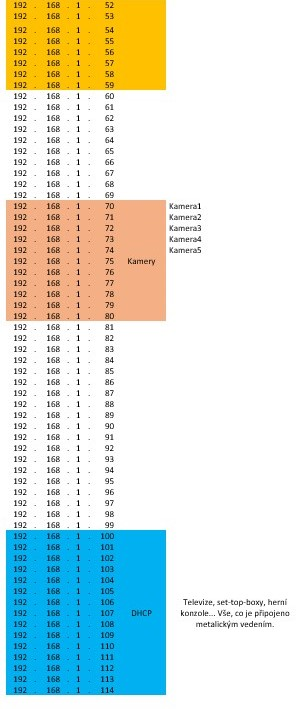 192 . 168 . 1 . 52
192 . 168 . 1 . 53
192 . 168 . 1 . 54
192 . 168 . 1 . 55
192 . 168 . 1 . 56
192 . 168 . 1 . 57
192 . 168 . 1 . 58
192 . 168 . 1 . 59
192 . 168 . 1 . 60
192 . 168 . 1 . 61
192 . 168 . 1 . 62
192 . 168 . 1 . 63
192 . 168 . 1 . 64
192 . 168 . 1 . 65
192 . 168 . 1 . 66
192 . 168 . 1 . 67
192 . 168 . 1 . 68
192 . 168 . 1 . 69
192 . 168 . 1 . 70 Kamera1
192 . 168 . 1 . 71 Kamera2
192 . 168 . 1 . 72 Kamera3
192 . 168 . 1 . 73 Kamera4
192 . 168 . 1 . 74 Kamera5
192 . 168 . 1 . 75 Kamery
192 . 168 . 1 . 76
192 . 168 . 1 . 77
192 . 168 . 1 . 78
192 . 168 . 1 . 79
192 . 168 . 1 . 80
192 . 168 . 1 . 81
192 . 168 . 1 . 82
192 . 168 . 1 . 83
192 . 168 . 1 . 84
192 . 168 . 1 . 85
192 . 168 . 1 . 86
192 . 168 . 1 . 87
192 . 168 . 1 . 88
192 . 168 . 1 . 89
192 . 168 . 1 . 90
192 . 168 . 1 . 91
192 . 168 . 1 . 92
192 . 168 . 1 . 93
192 . 168 . 1 . 94
192 . 168 . 1 . 95
192 . 168 . 1 . 96
192 . 168 . 1 . 97
192 . 168 . 1 . 98
192 . 168 . 1 . 99
192 . 168 . 1 . 100
192 . 168 . 1 . 101
192 . 168 . 1 . 102
192 . 168 . 1 . 103
192 . 168 . 1 . 104
192 . 168 . 1 . 105
192 . 168 . 1 . 106 Televize, set-top-boxy, herní
192 . 168 . 1 . 107 DHCP konzole... Vše, co je připojeno
192 . 168 . 1 . 108 metalickým vedením.
192 . 168 . 1 . 109
192 . 168 . 1 . 110
192 . 168 . 1 . 111
192 . 168 . 1 . 112
192 . 168 . 1 . 113
192 . 168 . 1 . 114